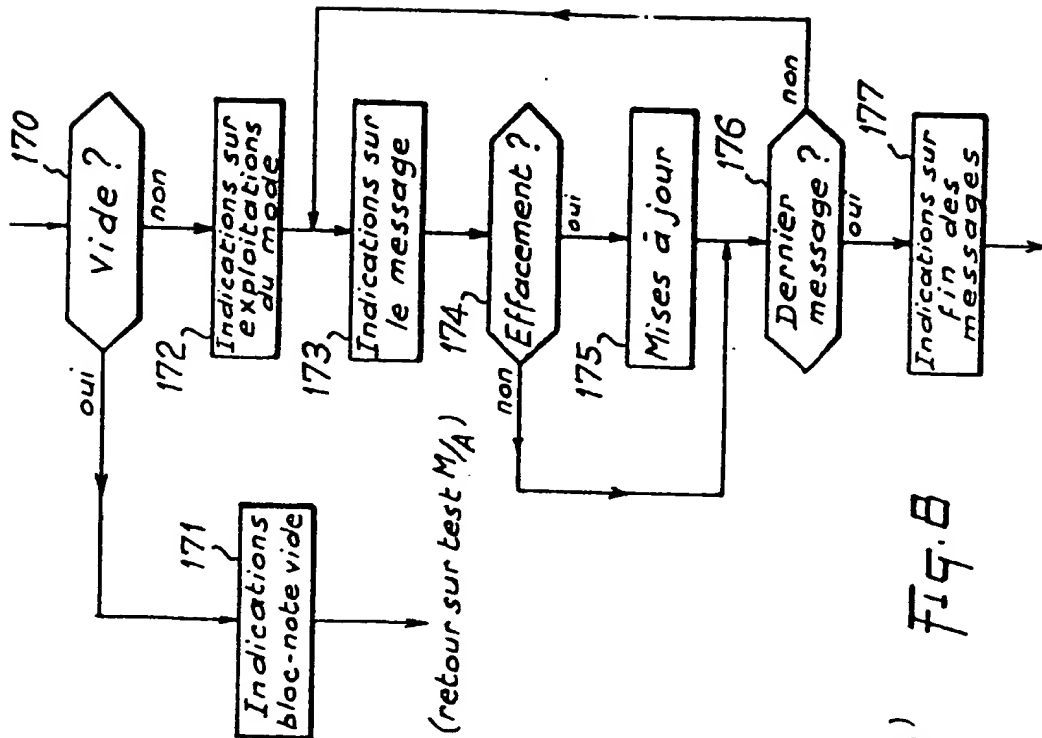 170
Vide ?
oui
non
171
Indications
bloc-note vide
(retour sur test M/A)
172
Indications sur
exploitations
du mode
173
Indications sur
le message
174
Effacement ?
non
oui
175
Mises à jour
176
Dernier
message ?
non
oui
177
Indications sur
fin des
messages
Fig. 8
)